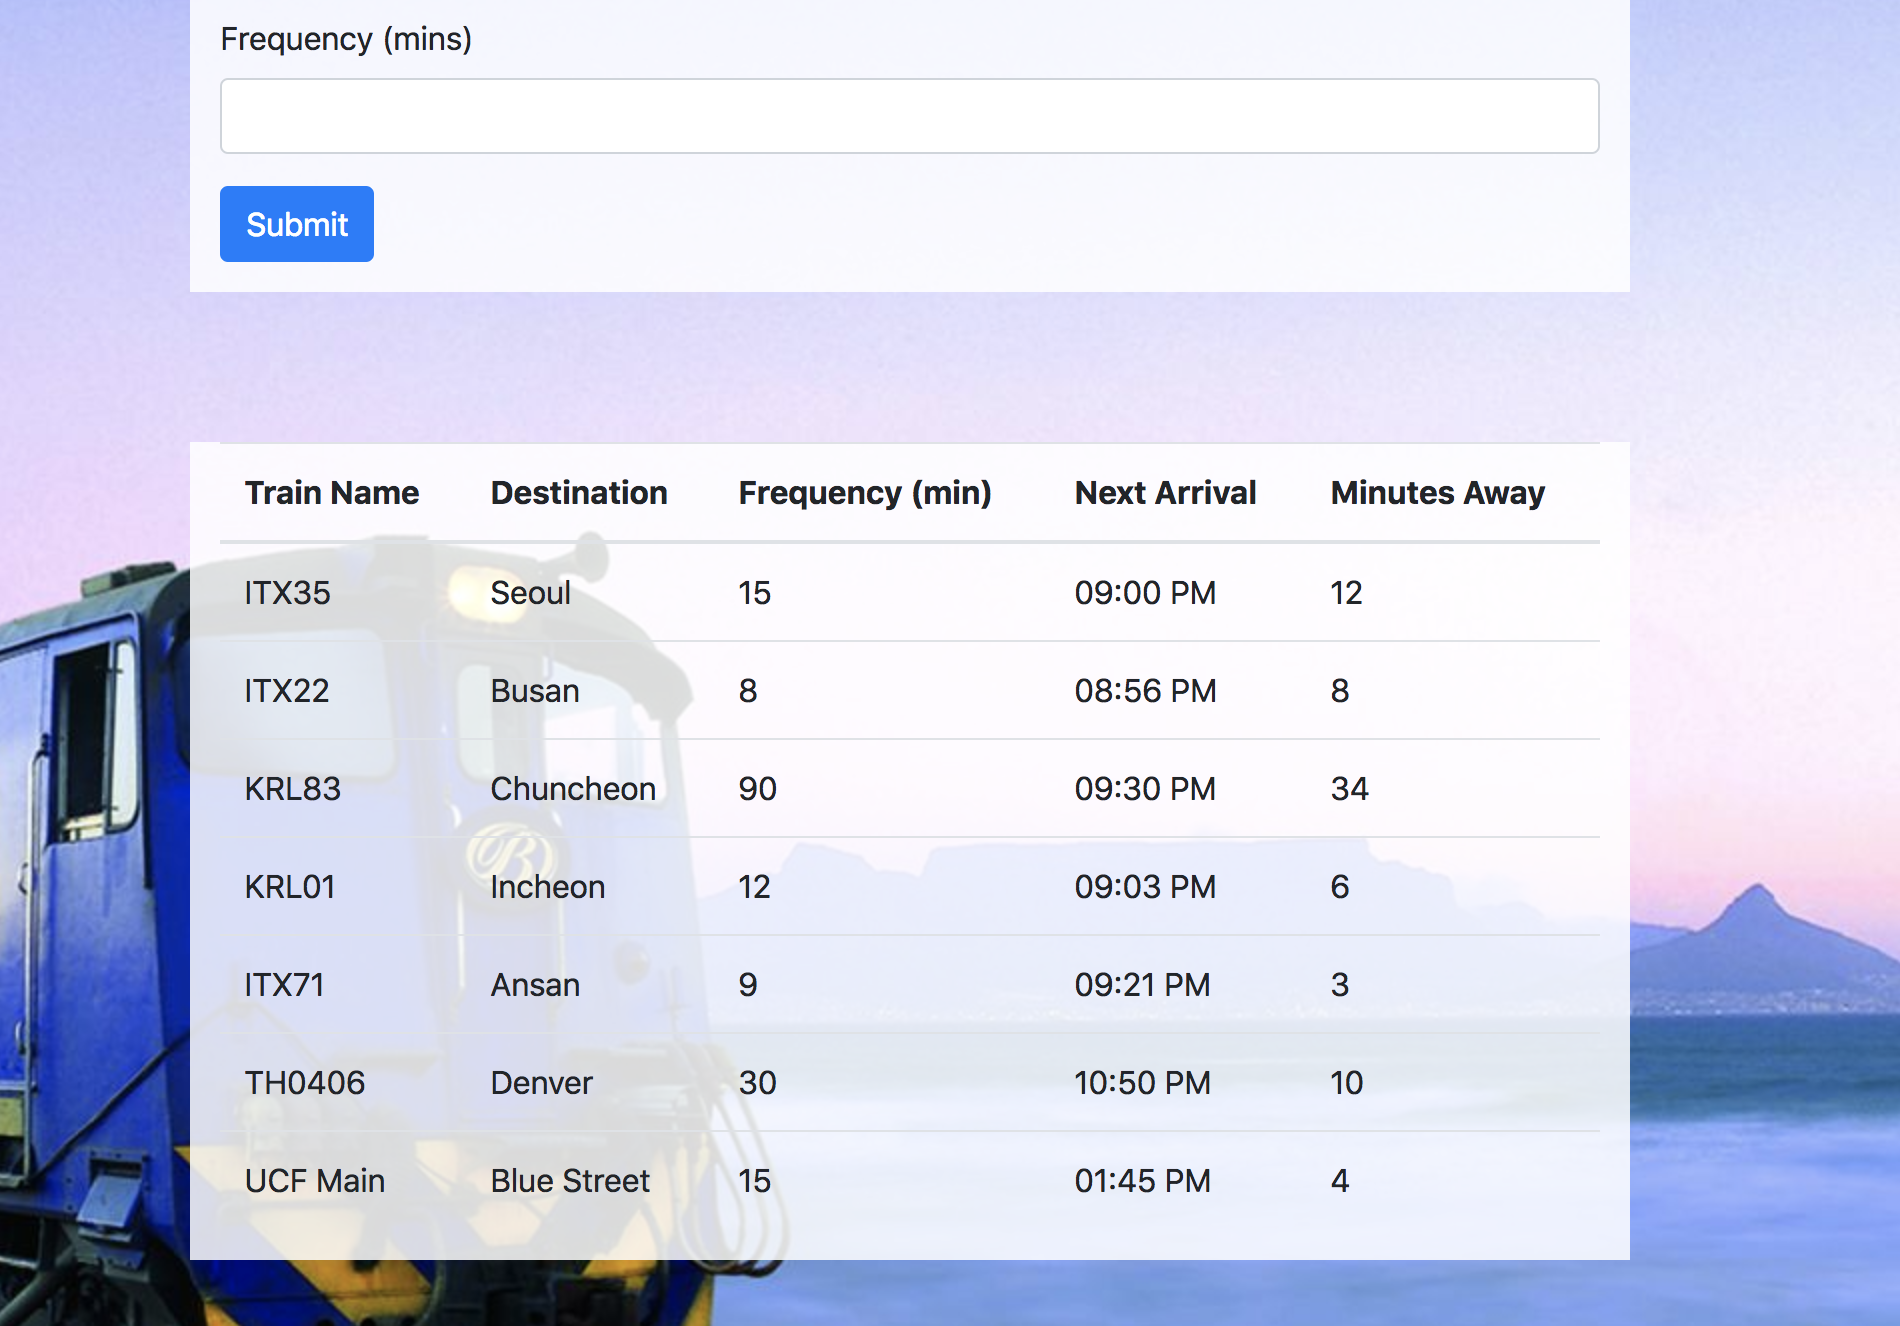 Frequency (mins)
Submit
Train Name Destination Frequency (min) Next Arrival Minutes Away
ITX35 Seoul 15 09:00 PM 12
ITX22 Busan 8 08:56 PM 8
KRL83 Chuncheon 90 09:30 PM 34
KRL01 Incheon 12 09:03 PM 6
ITX71 Ansan 9 09:21 PM 3
TH0406 Denver 30 10:50 PM 10
UCF Main Blue Street 15 01:45 PM 4